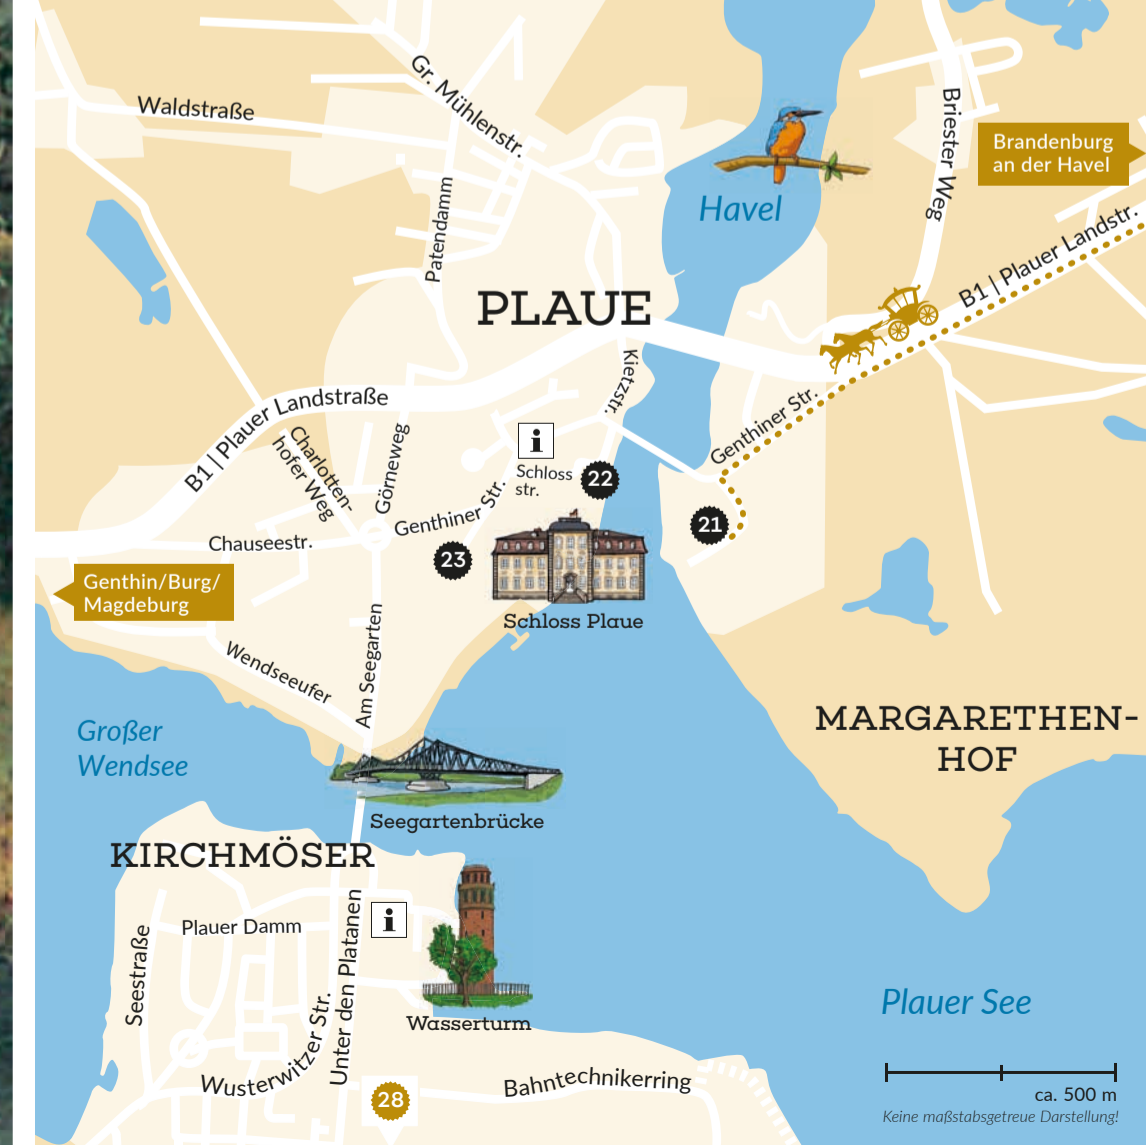 Waldstraße
Gr. Mühlenstr.
Patendamm
Havel
Briester Weg
Brandenburg
an der Havel
B1 | Plauer Landstr.
PLAUE
Kietzstr.
B1 | Plauer Landstraße
Charlotten-
hofer Weg
Görneweg
Genthiner Str.
i
Schloss
str.
22
21
Genthiner Str.
23
Chauseestr.
Genthin/Burg/
Magdeburg
Schloss Plaue
Wendseeufer
Am Seegarten
Großer
Wendsee
MARGARETHEN-
HOF
Seegartenbrücke
KIRCHMÖSER
Plauer Damm
Seestraße
Unter den Platanen
i
Wasserturm
Wusterwitzer Str.
Bahntechnikerring
28
Plauer See
ca. 500 m
Keine maßstabsgetreue Darstellung!